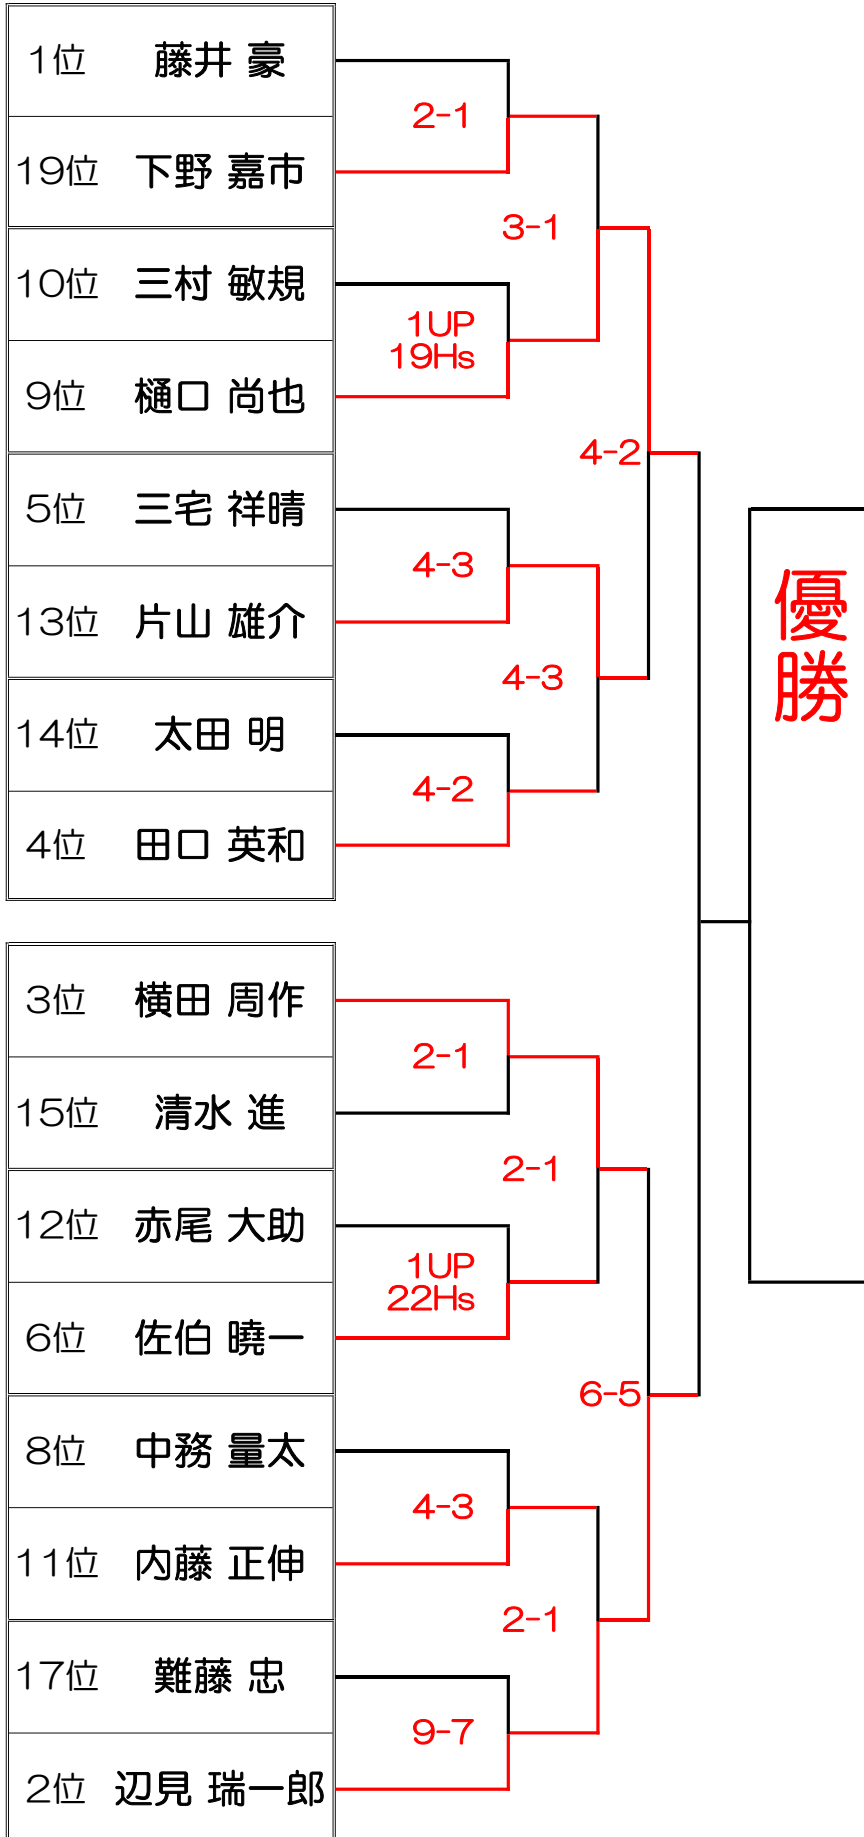 1位 藤井 豪
2-1
19位 下野 嘉市
3-1
10位 三村 敏規
1UP
19Hs
9位 樋口 尚也
4-2
5位 三宅 祥晴
4-3
13位 片山 雄介
4-3
14位 太田 明
4-2
4位 田口 英和
優勝
3位 横田 周作
2-1
15位 清水 進
2-1
12位 赤尾 大助
1UP
22Hs
6位 佐伯 曉一
6-5
8位 中務 量太
4-3
11位 内藤 正伸
2-1
17位 難藤 忠
9-7
2位 辺見 瑞一郎